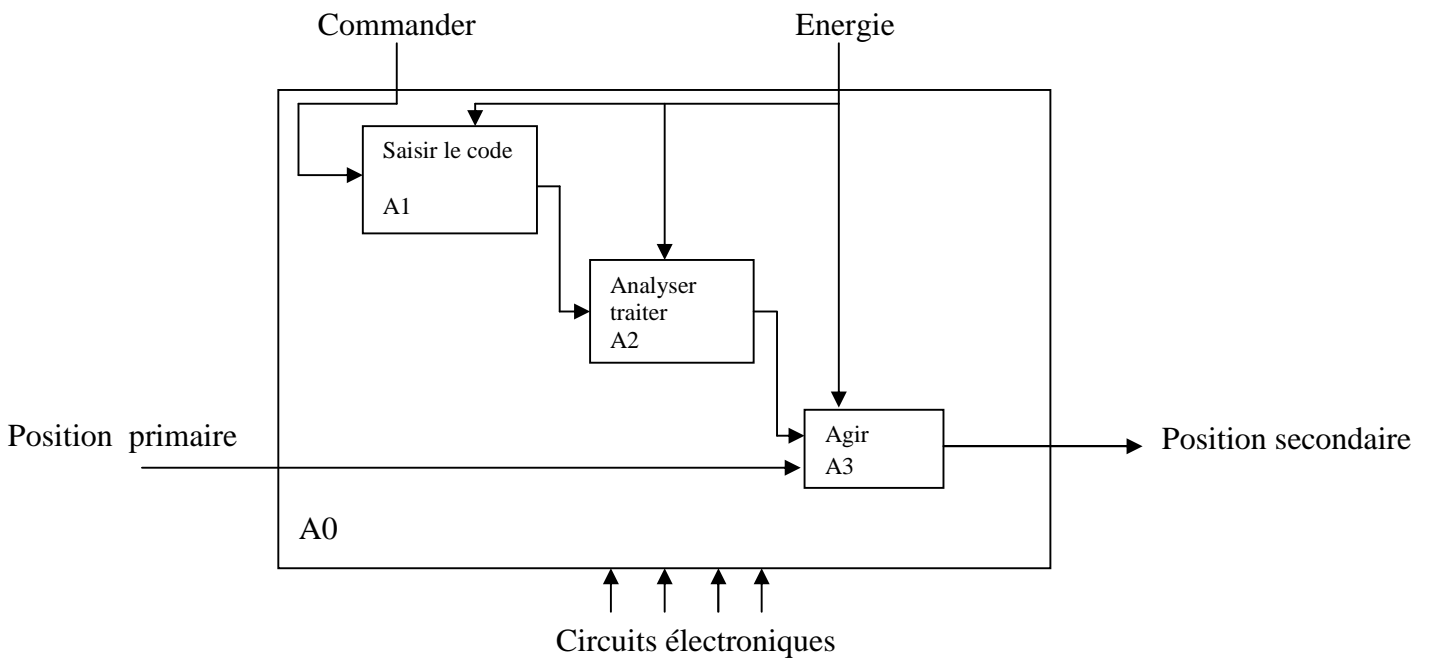 Commander
Energie
Saisir le code
A1
Analyser
traiter
A2
Position primaire
Agir
A3
Position secondaire
A0
Circuits électroniques